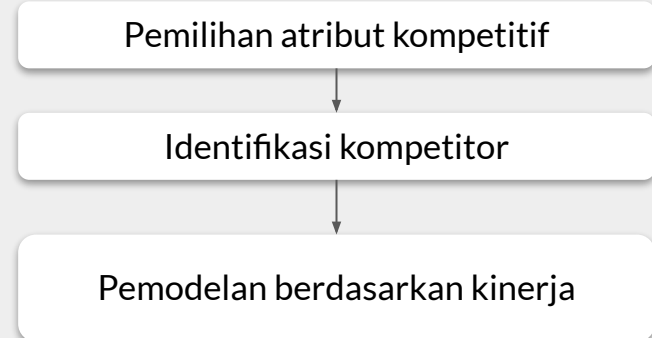 Pemilihan atribut kompetitif
Identifikasi kompetitor
Pemodelan berdasarkan kinerja